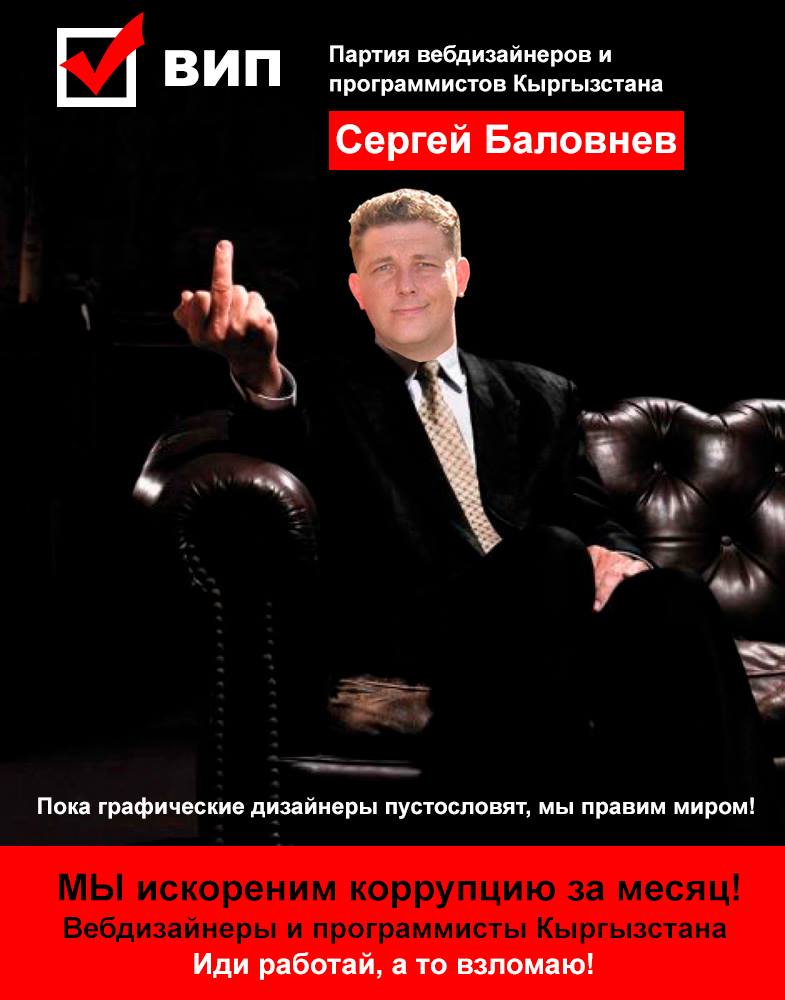 ВИП
Партия вебдизайнеров и
программистов Кыргызстана
Сергей Баловнев
Пока графические дизайнеры пустословят, мы правим миром!
МЫ искореним коррупцию за месяц!
Вебдизайнеры и программисты Кыргызстана
Иди работай, а то взломаю!